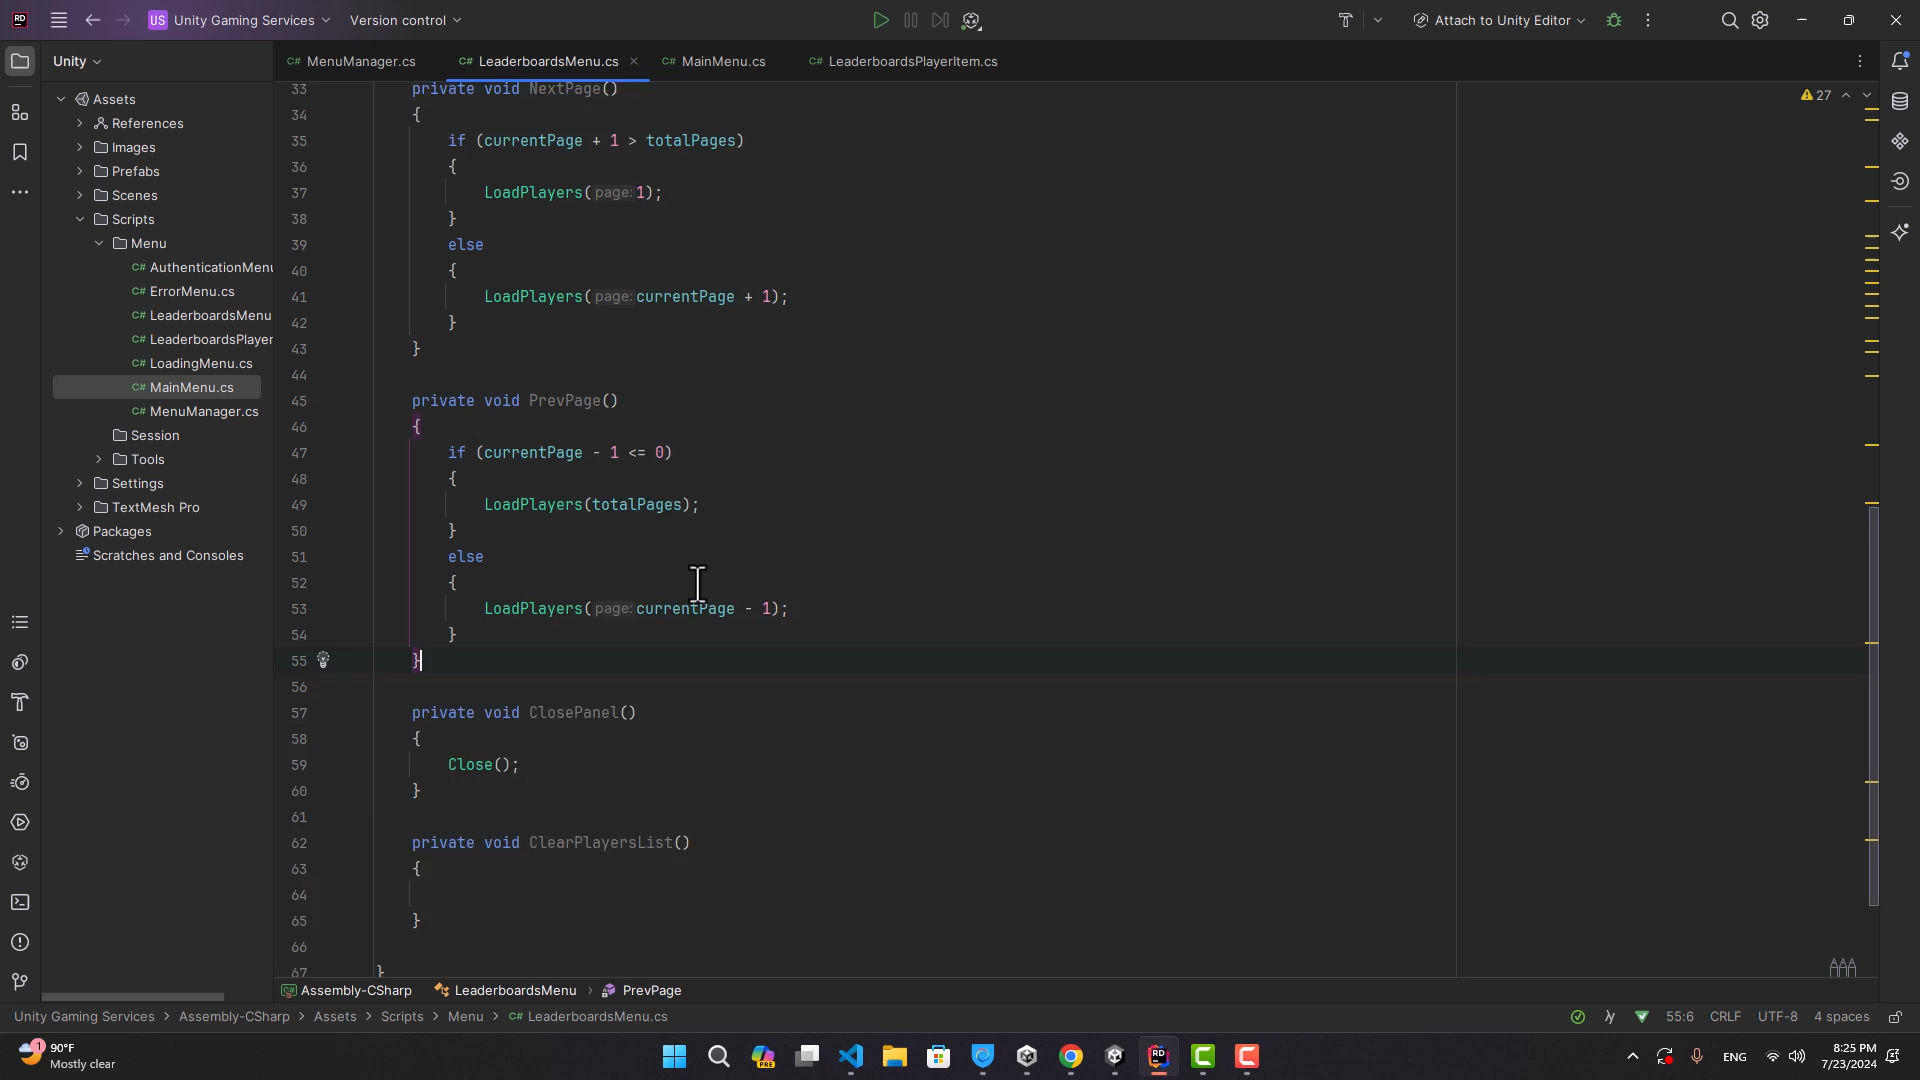 US Unity Gaming Services Version control Attach to Unity Editor
Unity
C# MenuManager.cs C# LeaderboardsMenu.cs C# MainMenu.cs C# LeaderboardsPlayerItem.cs
Assets
References
Images
Prefabs
Scenes
Scripts
Menu
C# AuthenticationMenu
C# ErrorMenu.cs
C# LeaderboardsMenu
C# LeaderboardsPlayer
C# LoadingMenu.cs
C# MainMenu.cs
C# MenuManager.cs
Session
Tools
Settings
TextMesh Pro
Packages
Scratches and Consoles
27
33 private void NextPage()
34 {
35 if (currentPage + 1 > totalPages)
36 {
37 LoadPlayers(page:1);
38 }
39 else
40 {
41 LoadPlayers(page:currentPage + 1);
42 }
43 }
44
45 private void PrevPage()
46 {
47 if (currentPage - 1 <= 0)
48 {
49 LoadPlayers(totalPages);
50 }
51 else
52 {
53 LoadPlayers(page:currentPage - 1);
54 }
55 }
56
57 private void ClosePanel()
58 {
59 Close();
60 }
61
62 private void ClearPlayersList()
63 {
64
65 }
66
67 }
C# Assembly-CSharp LeaderboardsMenu › PrevPage
Unity Gaming Services › Assembly-CSharp › Assets › Scripts › Menu › C# LeaderboardsMenu.cs 55:6 CRLF UTF-8 4 spaces
1 90°F
Mostly clear
PRE
RD
ENG
8:25 PM
7/23/2024